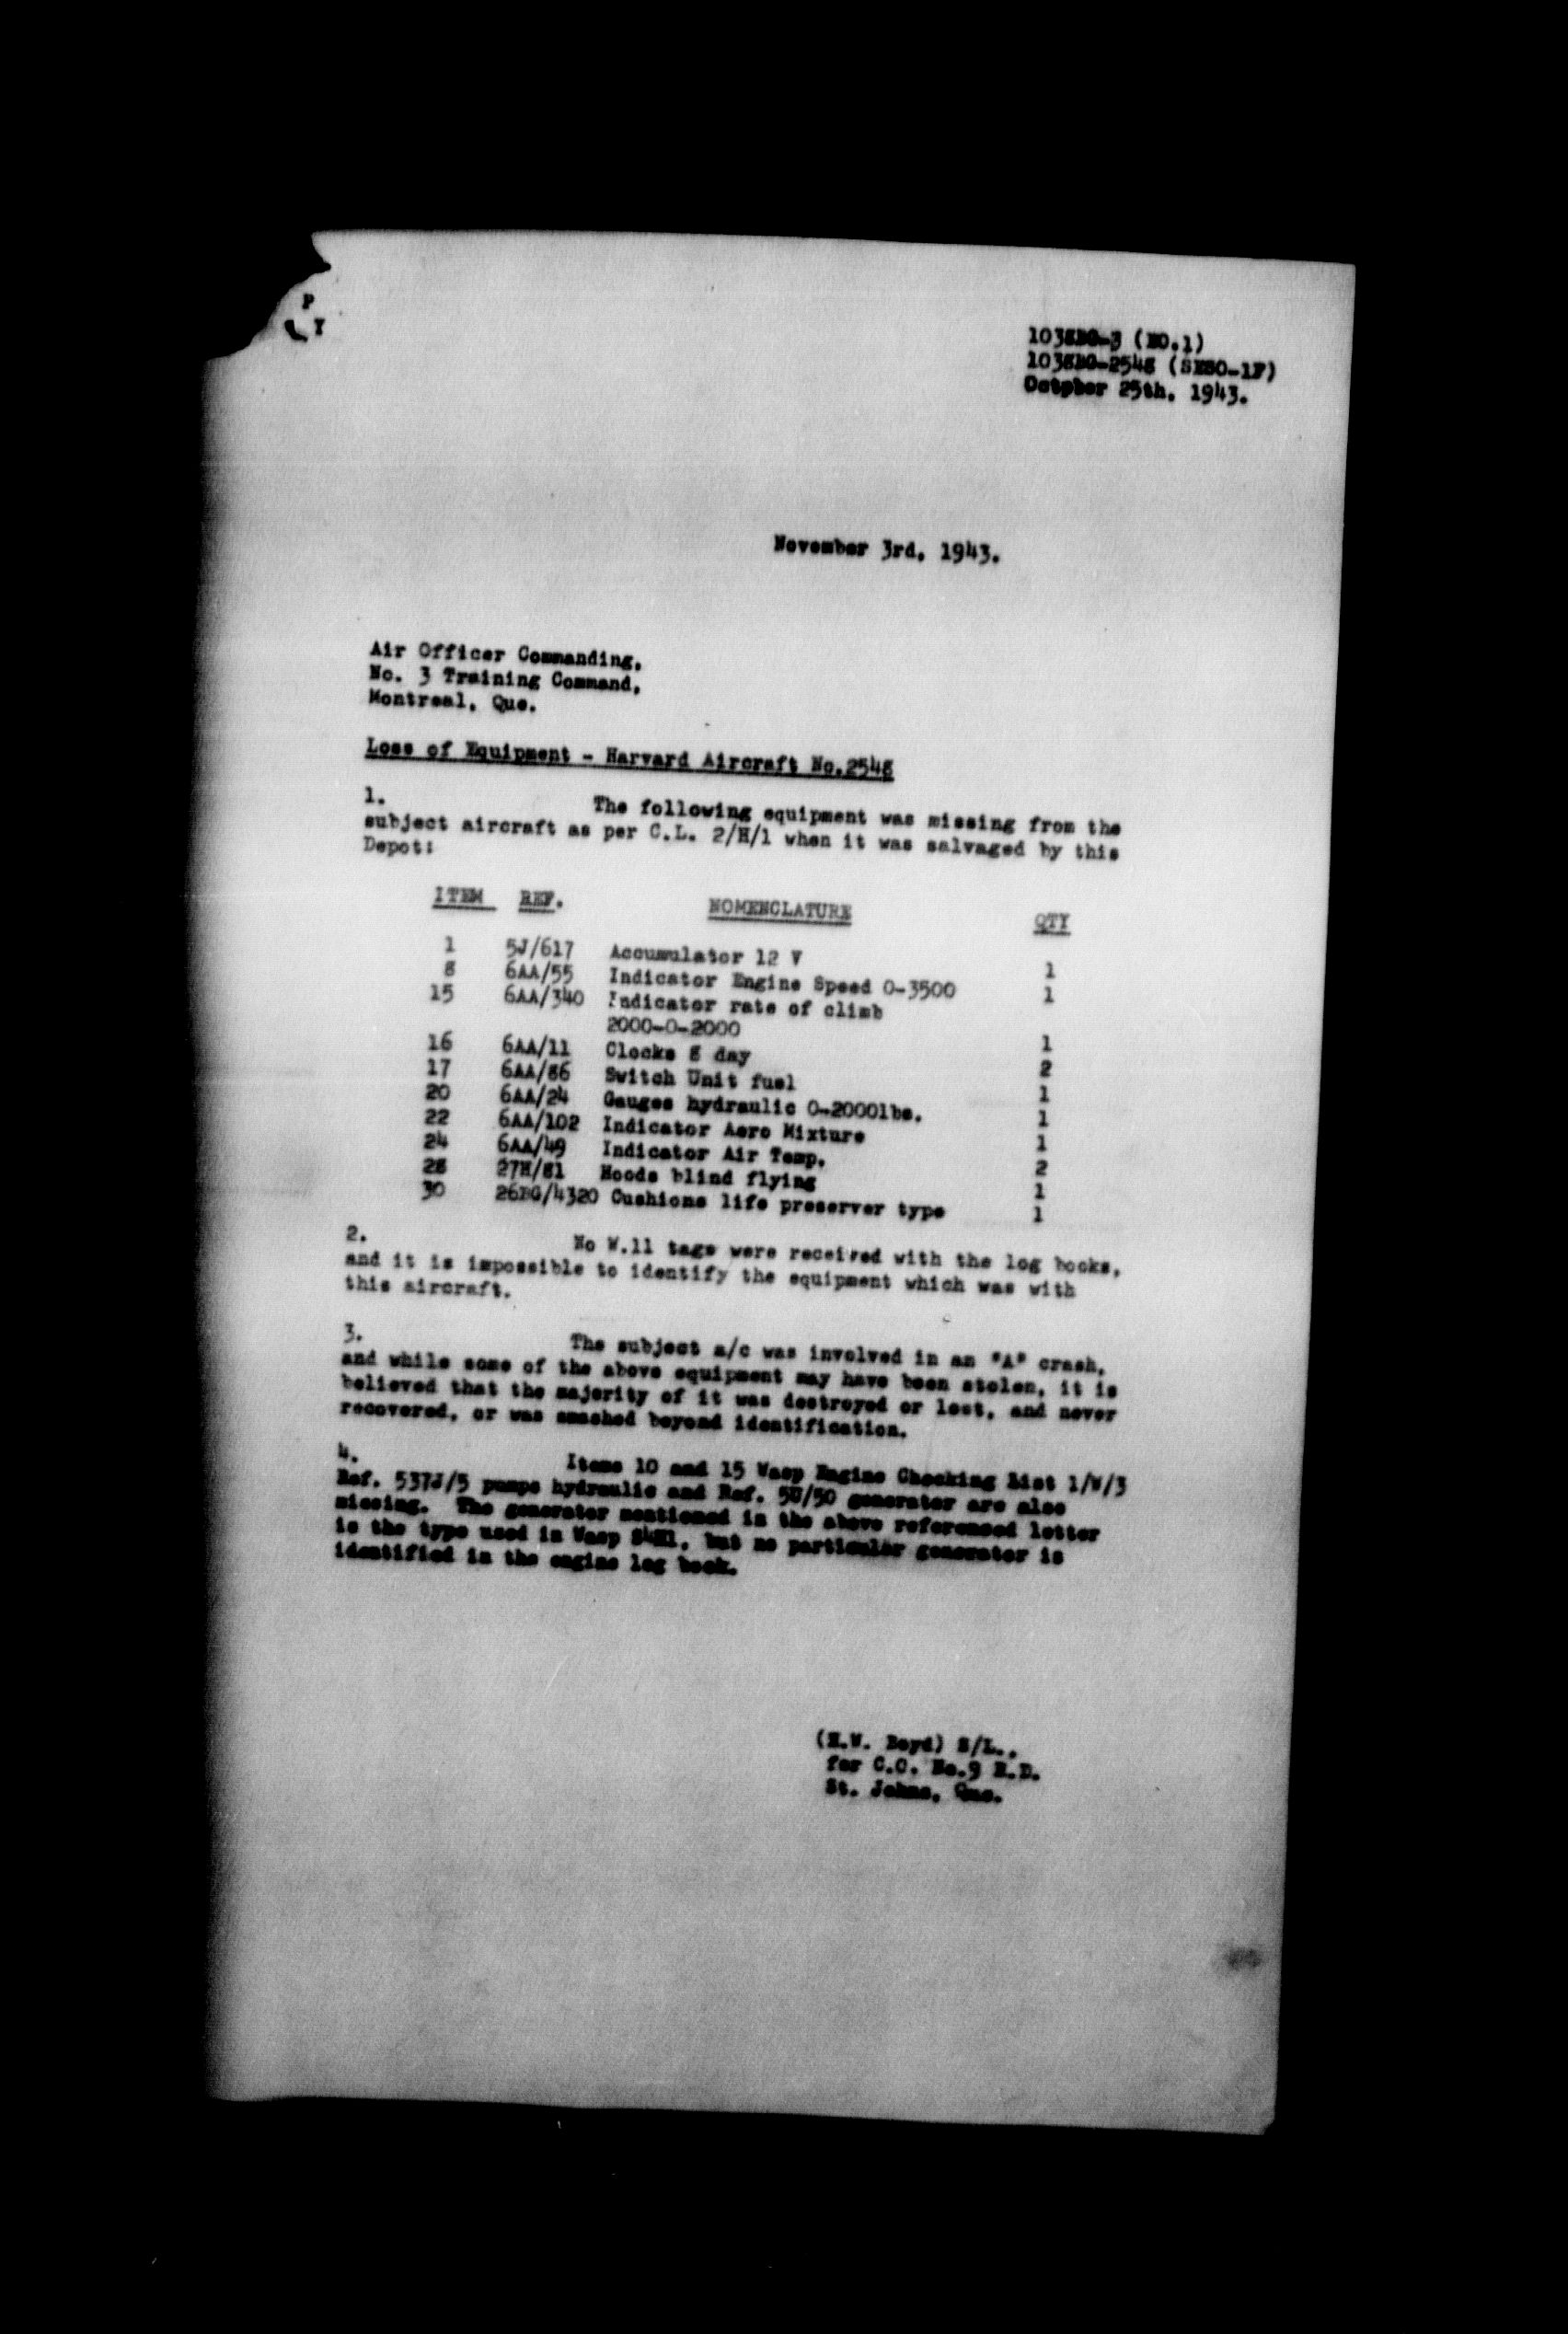 P
Y
(EO.1)
October 25th, 1943.
November 3rd, 1943.
Air Officer Commanding,
No. 3 Training Command,
Montreal, Que.
Loss of Equipment - Harvard Aircraft No.2548
1. The following equipment was missing from the
subject aircraft as per C.L. 2/H/1 when it was salvaged by this
Depot:
ITEM REF. NOMENCLATURE QTY
1 5J/617 Accumulator 12 V 1
8 6AA/55 Indicator Engine Speed 0-3500 1
15 6AA/340 Indicator rate of climb
2000-0-2000 1
16 6AA/11 Clocks 8 day 2
17 6AA/86 Switch Unit fuel 1
20 6AA/24 Gauges hydraulic 0-2000lbs. 1
22 6AA/102 Indicator Aero Mixture 1
24 6AA/49 Indicator Air Temp. 2
28 27H/81 Hoods blind flying 1
30 26BG/4320 Cushions life preserver type 1
2. No W.11 tags were received with the log books,
and it is impossible to identify the equipment which was with
this aircraft.
3. The subject a/c was involved in an "A" crash,
and while some of the above equipment may have been stolen, it is
believed that the majority of it was destroyed or lost, and never
recovered, or was smashed beyond identification.
4. Items 10 and 15 Wasp Engine Checking List 1/W/3
Ref. 537J/5 pumps hydraulic and Ref. 5U/50 generator are also
missing. The generator mentioned in the above referenced letter
is the type used in Wasp but no particular generator is
identified in the engine log book.
(H.W. Boyd) S/L.,
for C.O. No.9 R.D.
St. Johns, Que.